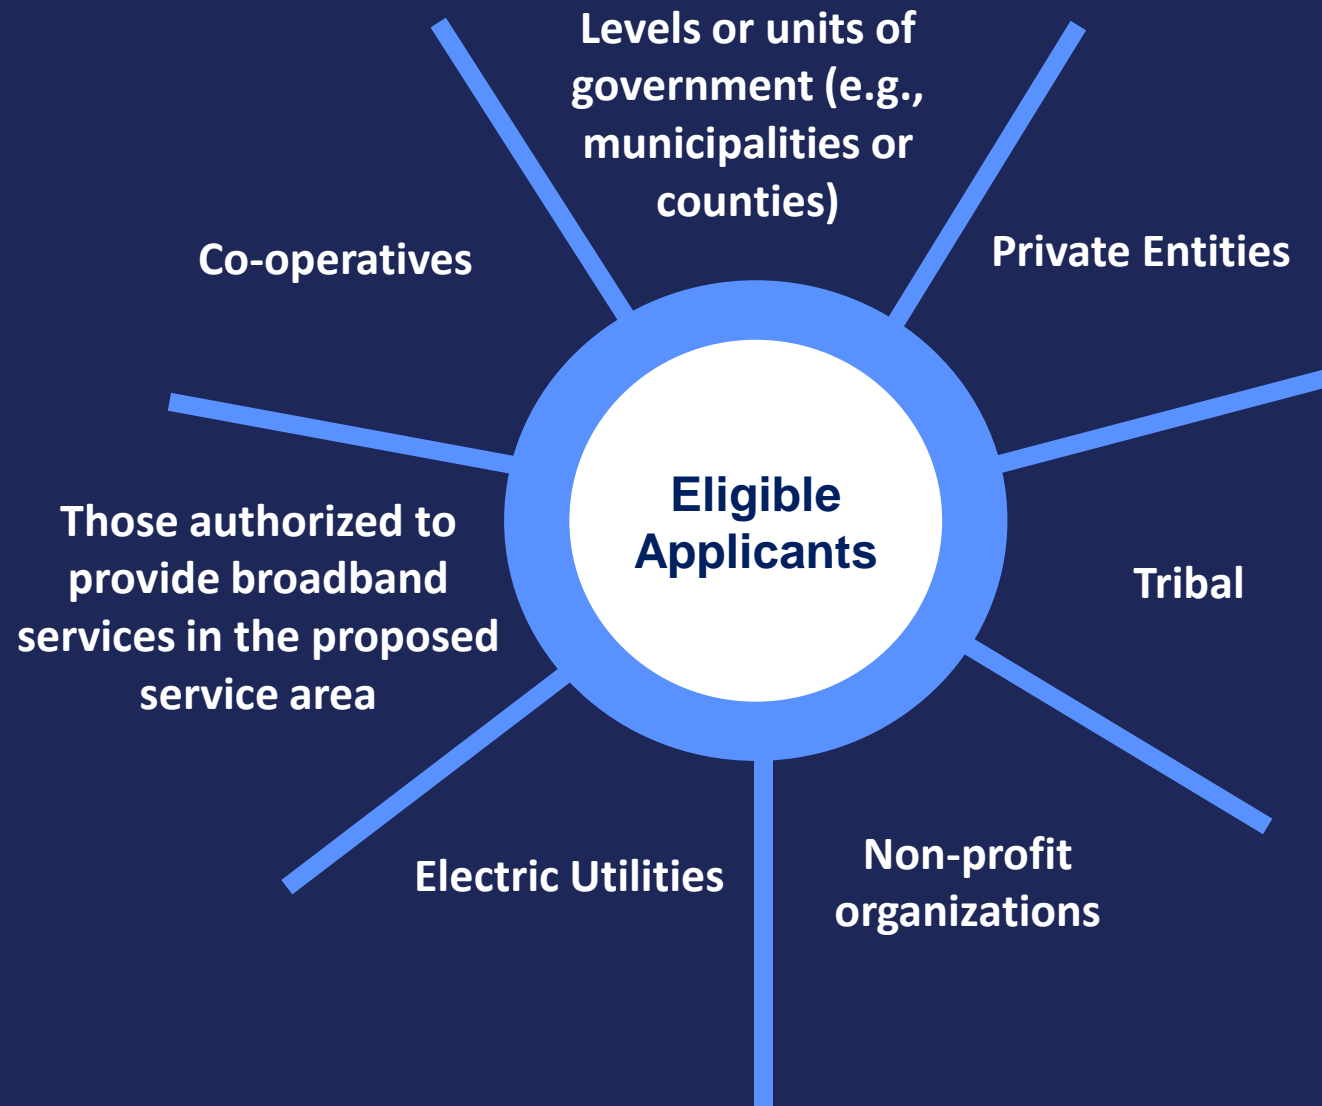 Levels or units of
government (e.g.,
municipalities or
counties)
Co-operatives
Private Entities
Eligible
Applicants
Those authorized to
provide broadband
services in the proposed
service area
Tribal
Electric Utilities
Non-profit
organizations